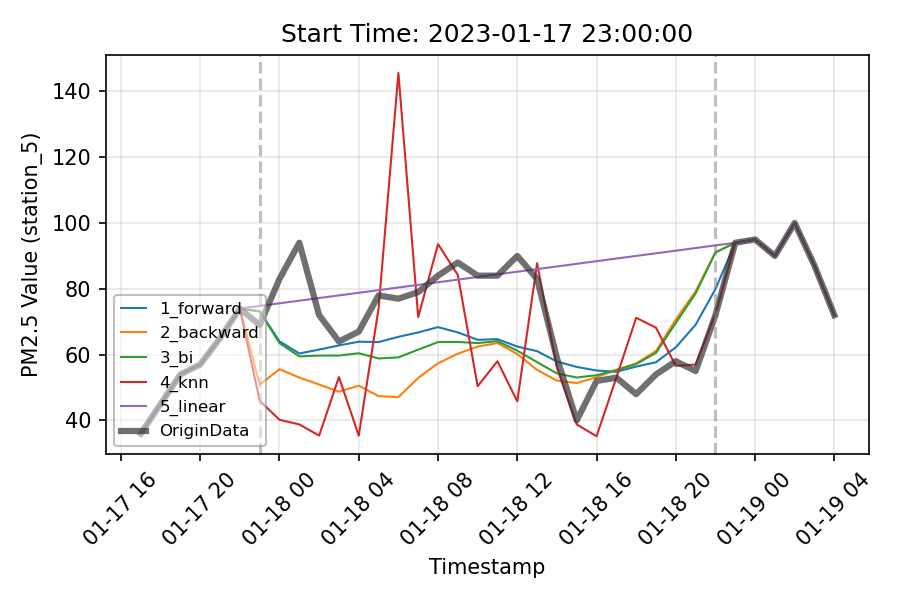 Start Time: 2023-01-17 23:00:00
PM2.5 Value (station_5)
140
120
100
80
60
40
1_forward
2_backward
3_bi
4_knn
5_linear
OriginData
01-17 16
01-17 20
01-18 00
01-18 04
01-18 08
01-18 12
01-18 16
01-18 20
01-19 00
01-19 04
Timestamp